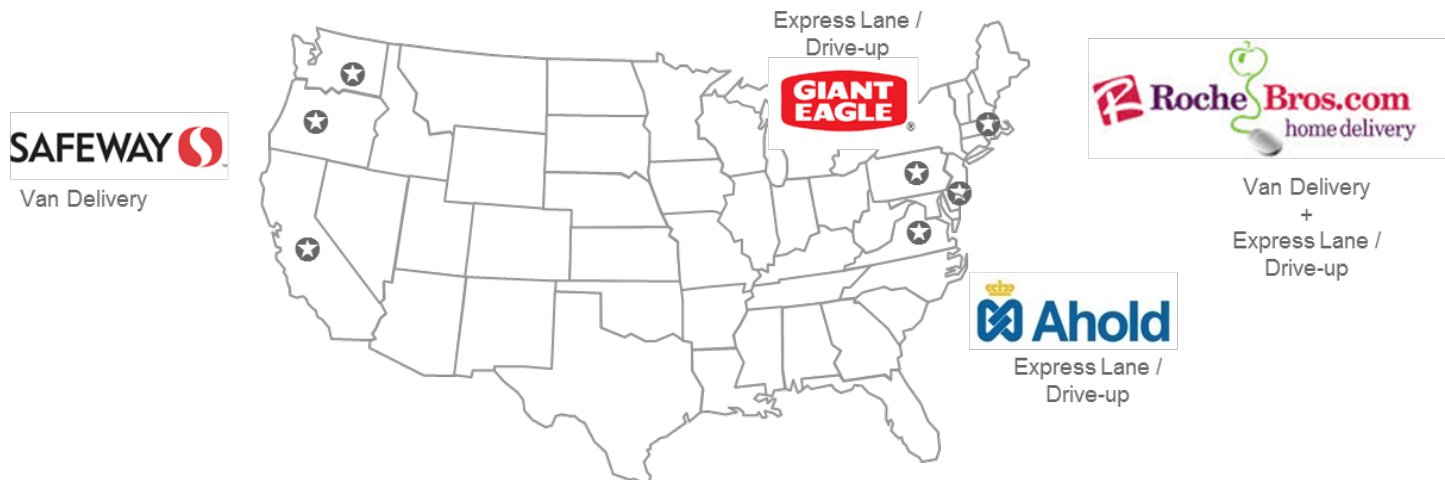 SAFEWAY
Van Delivery
Express Lane /
Drive-up
GIANT
EAGLE
®
Roche Bros.com
home delivery
Van Delivery
+
Express Lane /
Drive-up
Ahold
Express Lane /
Drive-up